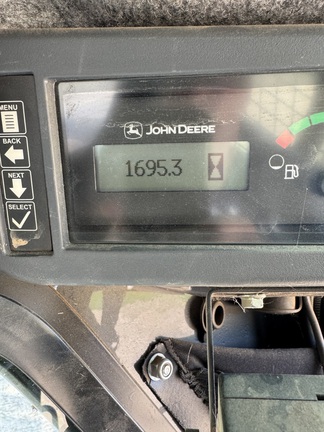 MENU
BACK
NEXT
SELECT
JOHN DEERE
1695.3